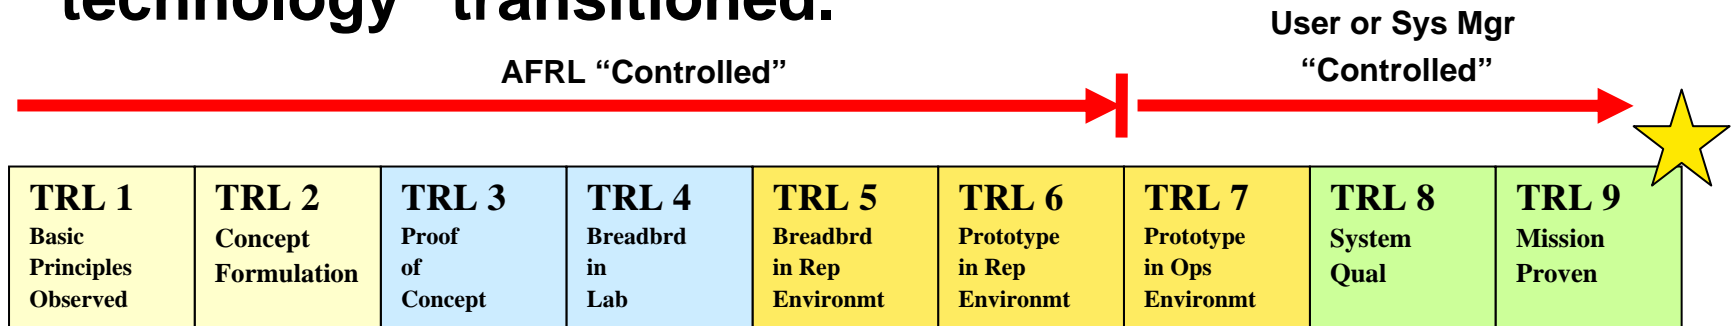 technology transitioned.
User or Sys Mgr
“Controlled”
AFRL “Controlled”
TRL 1
Basic
Principles
Observed
TRL 2
Concept
Formulation
TRL 3
Proof
of
Concept
TRL 4
Breadbrd
in
Lab
TRL 5
Breadbrd
in Rep
Environmt
TRL 6
Prototype
in Rep
Environmt
TRL 7
Prototype
in Ops
Environmt
TRL 8
System
Qual
TRL 9
Mission
Proven